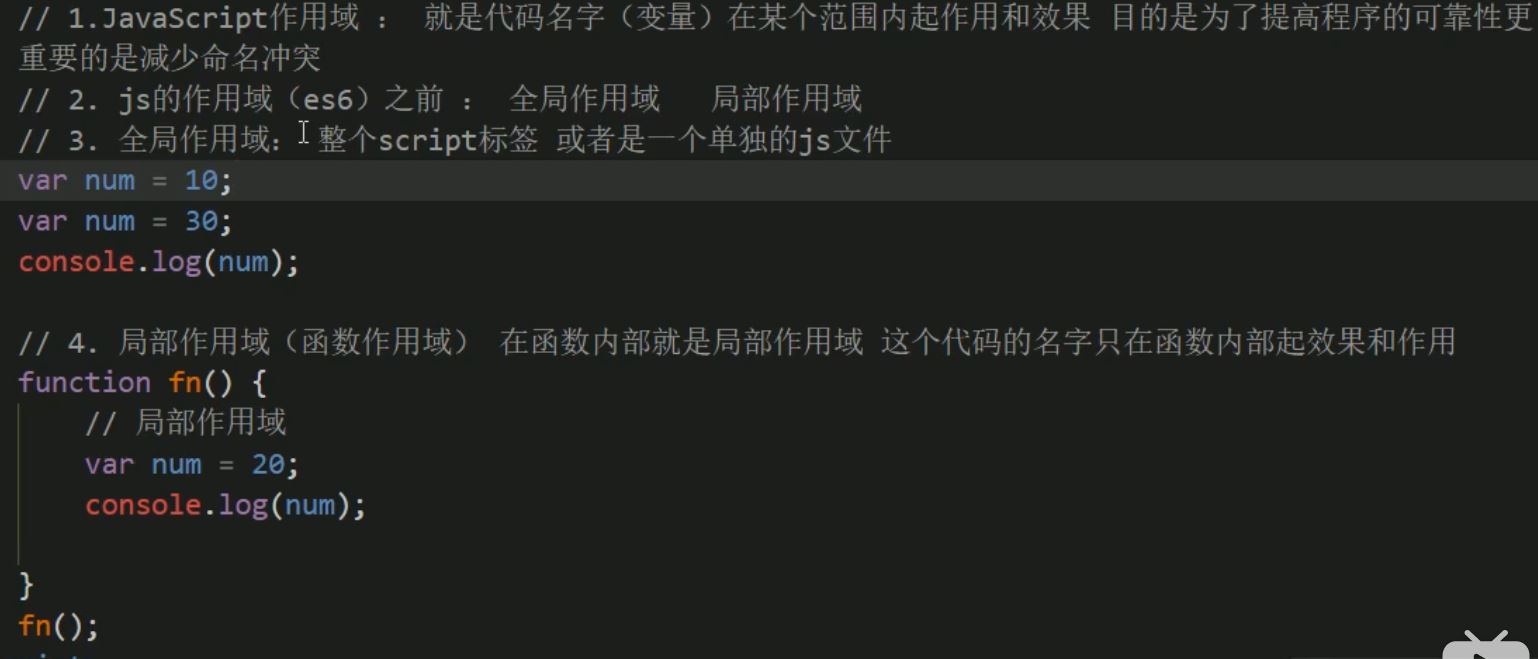 // 1.JavaScript作用域 ： 就是代码名字（变量）在某个范围内起作用和效果 目的是为了提高程序的可靠性更
重要的是减少命名冲突
// 2. js的作用域（es6）之前 ： 全局作用域   局部作用域
// 3. 全局作用域： 整个script标签 或者是一个单独的js文件
var num = 10;
var num = 30;
console.log(num);
// 4. 局部作用域（函数作用域） 在函数内部就是局部作用域 这个代码的名字只在函数内部起效果和作用
function fn() {
    // 局部作用域
    var num = 20;
    console.log(num);
}
fn();